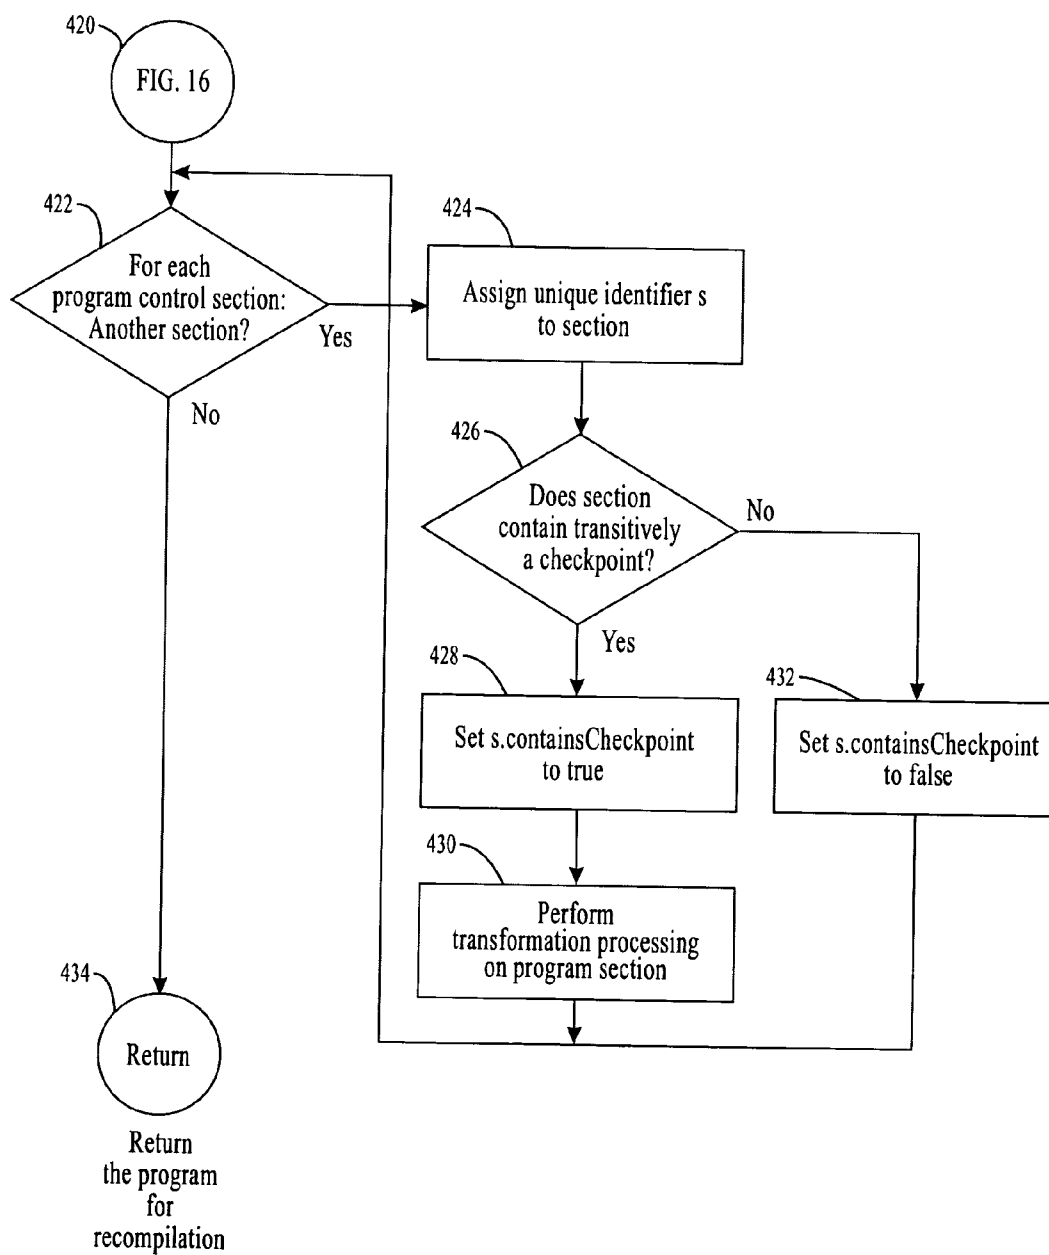 420
FIG. 16
422
For each
program control section:
Another section?
Yes
No
424
Assign unique identifier s
to section
426
Does section
contain transitively
a checkpoint?
No
Yes
428
Set s.containsCheckpoint
to true
432
Set s.containsCheckpoint
to false
430
Perform
transformation processing
on program section
434
Return
Return
the program
for
recompilation